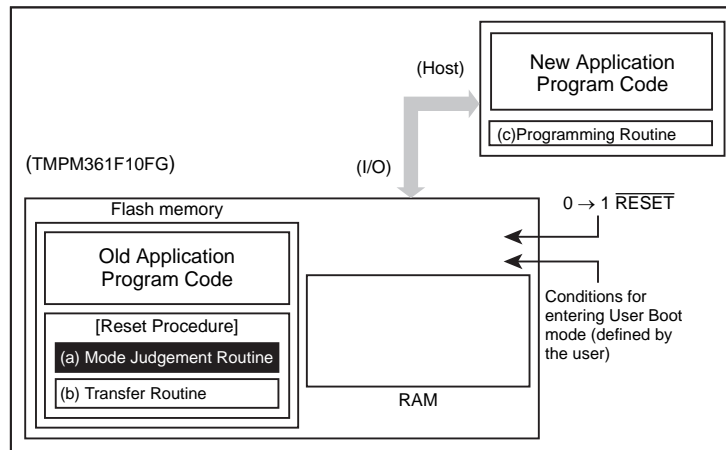 (Host)
New Application
Program Code
(c)Programming Routine
(TMPM361F10FG)
(I/O)
Flash memory
0 → 1 RESET
Old Application
Program Code
[Reset Procedure]
(a) Mode Judgement Routine
(b) Transfer Routine
RAM
Conditions for
entering User Boot
mode (defined by
the user)